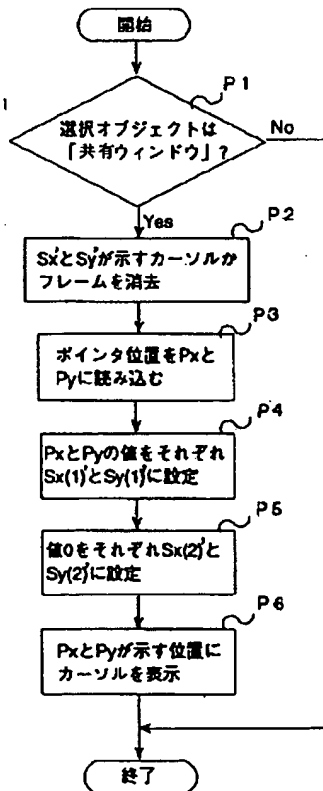 開始
P1
1
選択オブジェクトは
「共有ウィンドウ」?
No
Yes
P2
Sx'とSy'が示すカーソルか
フレームを消去
P3
ポインタ位置をPxと
Pyに読み込む
P4
PxとPyの値をそれぞれ
Sx(1)'とSy(1)'に設定
P5
値0をそれぞれSx(2)'と
Sy(2)'に設定
P6
PxとPyが示す位置に
カーソルを表示
終了